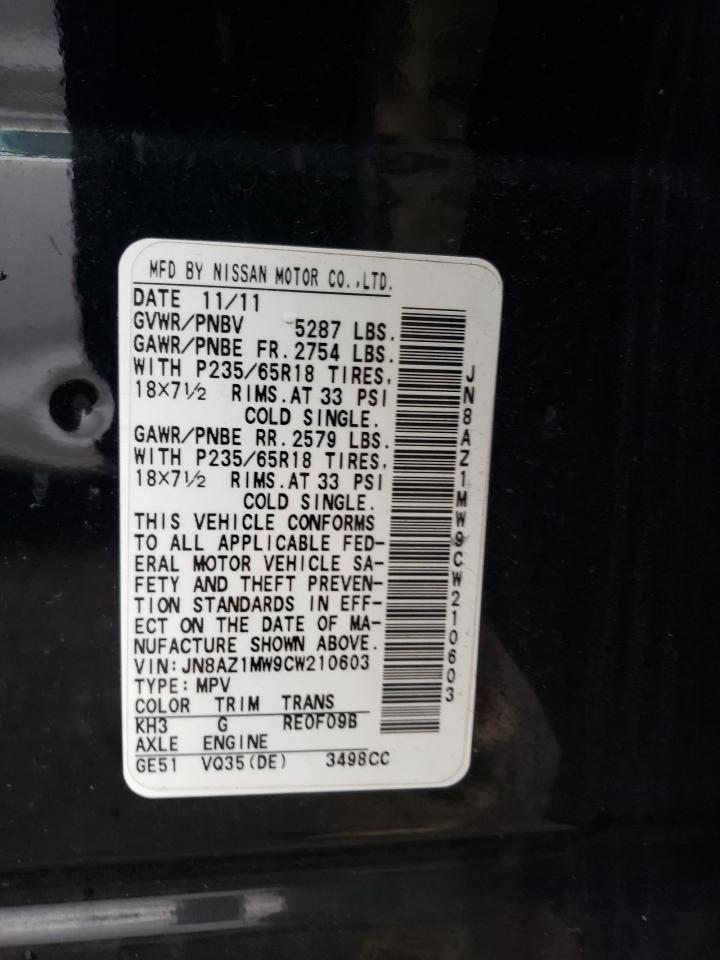 MFD BY NISSAN MOTOR CO.,LTD.
DATE 11/11
GVWR/PNBV 5287 LBS.
GAWR/PNBE FR. 2754 LBS.
WITH P235/65R18 TIRES,
18×7½ RIMS.AT 33 PSI
COLD SINGLE.
GAWR/PNBE RR. 2579 LBS.
WITH P235/65R18 TIRES,
18×7½ RIMS.AT 33 PSI
COLD SINGLE.
THIS VEHICLE CONFORMS
TO ALL APPLICABLE FED-
ERAL MOTOR VEHICLE SA-
FETY AND THEFT PREVEN-
TION STANDARDS IN EFF-
ECT ON THE DATE OF MA-
NUFACTURE SHOWN ABOVE.
VIN:JN8AZ1MW9CW210603
TYPE:MPV
COLOR TRIM TRANS
KH3 G RE0F09B
AXLE ENGINE
GE51 VQ35(DE) 3498CC
JN8AZ1MW9CW210603